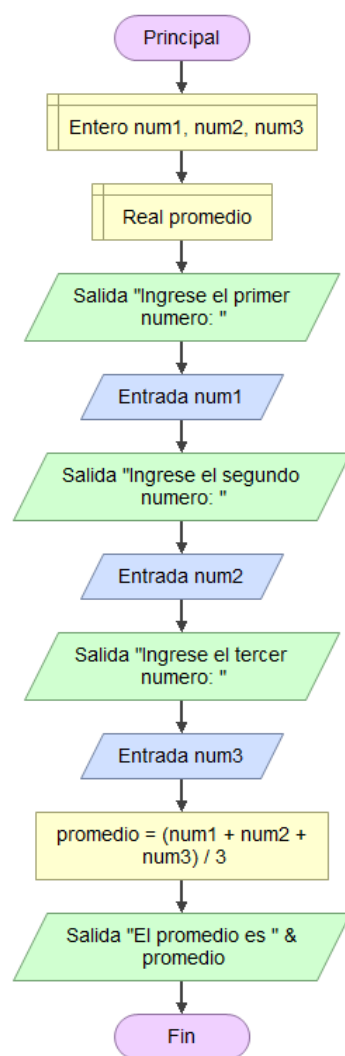 Principal
Entero num1, num2, num3
Real promedio
Salida "Ingrese el primer
numero: "
Entrada num1
Salida "Ingrese el segundo
numero: "
Entrada num2
Salida "Ingrese el tercer
numero: "
Entrada num3
promedio = (num1 + num2 +
num3) / 3
Salida "El promedio es " &
promedio
Fin